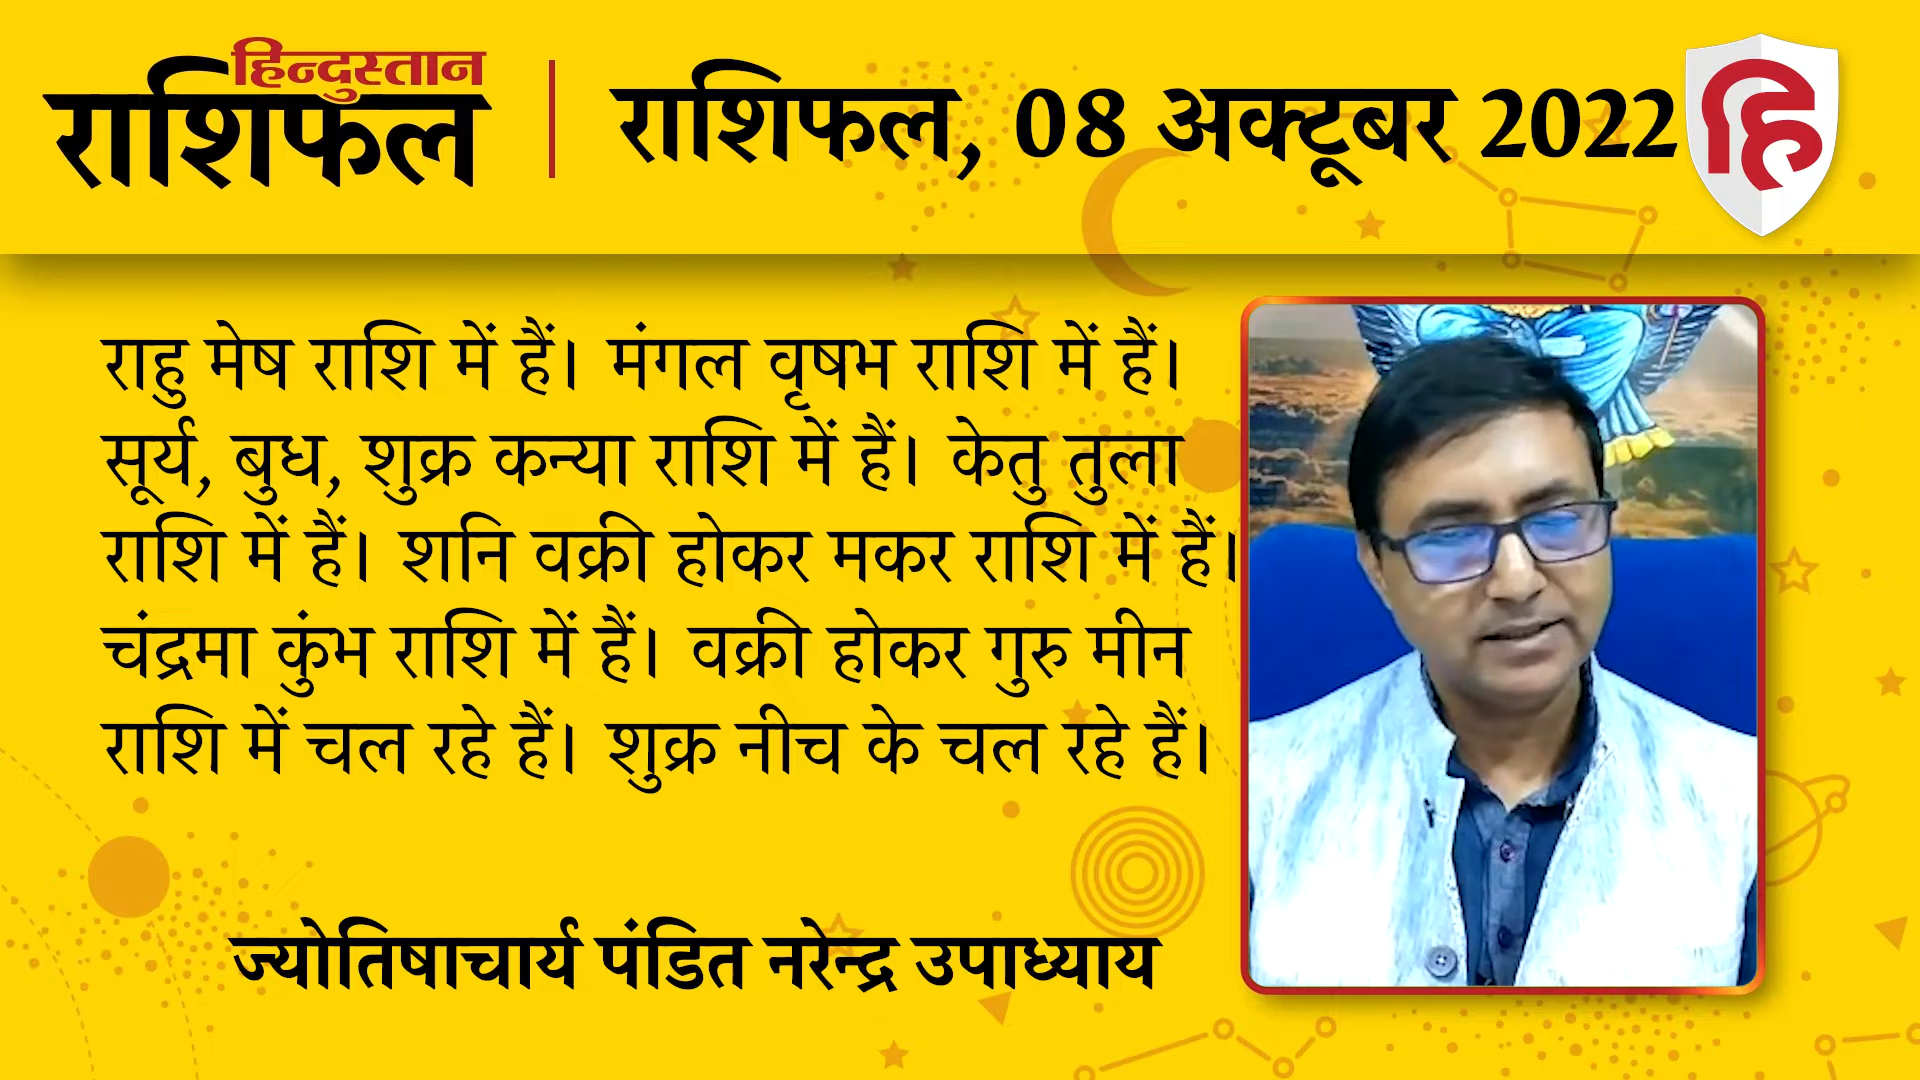 हिन्दुस्तान
राशिफल
राशिफल, 08 अक्टूबर 2022
हि
राहु मेष राशि में हैं। मंगल वृषभ राशि में हैं।
सूर्य, बुध, शुक्र कन्या राशि में हैं। केतु तुला
राशि में हैं। शनि वक्री होकर मकर राशि में हैं।
चंद्रमा कुंभ राशि में हैं। वक्री होकर गुरु मीन
राशि में चल रहे हैं। शुक्र नीच के चल रहे हैं।
ज्योतिषाचार्य पंडित नरेन्द्र उपाध्याय